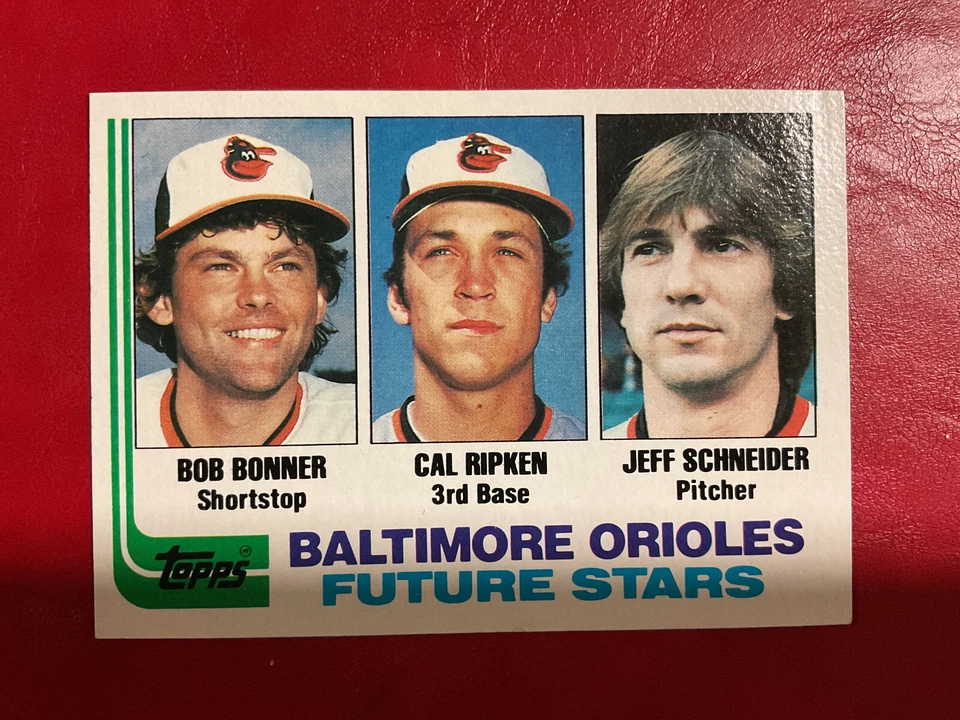 BOB BONNER
Shortstop
CAL RIPKEN
3rd Base
JEFF SCHNEIDER
Pitcher
BALTIMORE ORIOLES
FUTURE STARS
Topps